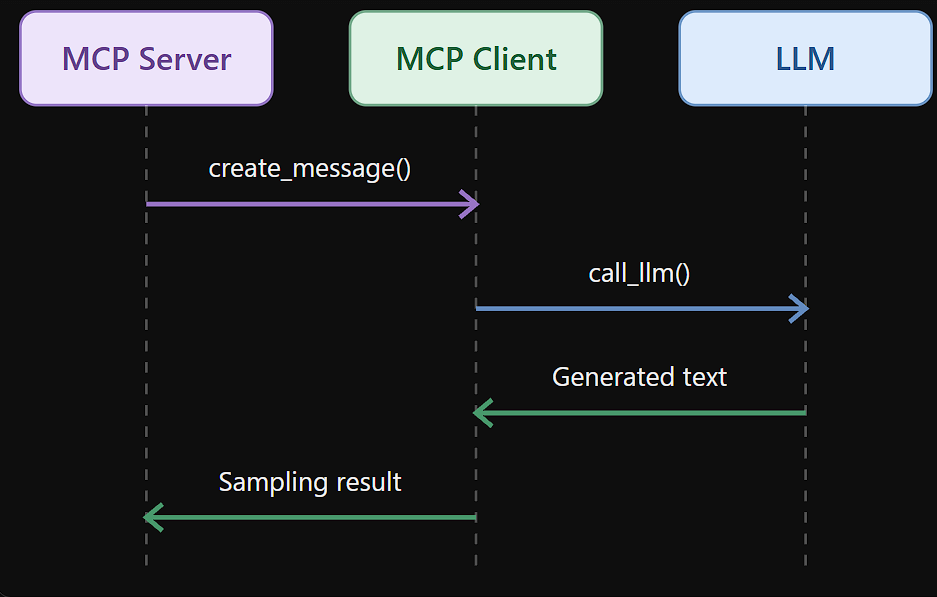 MCP Server
MCP Client
LLM
create_message()
call_llm()
Generated text
Sampling result